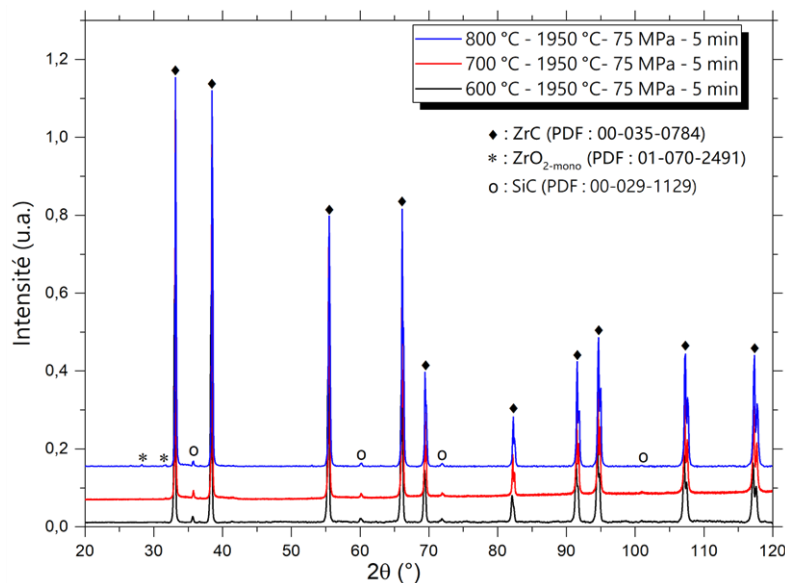 800 °C - 1950 °C- 75 MPa - 5 min
700 °C - 1950 °C- 75 MPa - 5 min
600 °C - 1950 °C- 75 MPa - 5 min
♦ : ZrC (PDF : 00-035-0784)
* : ZrO2-mono (PDF : 01-070-2491)
o : SiC (PDF : 00-029-1129)
Intensité (u.a.)
1,2
1,0
0,8
0,6
0,4
0,2
0,0
20 30 40 50 60 70 80 90 100 110 120
2θ (°)